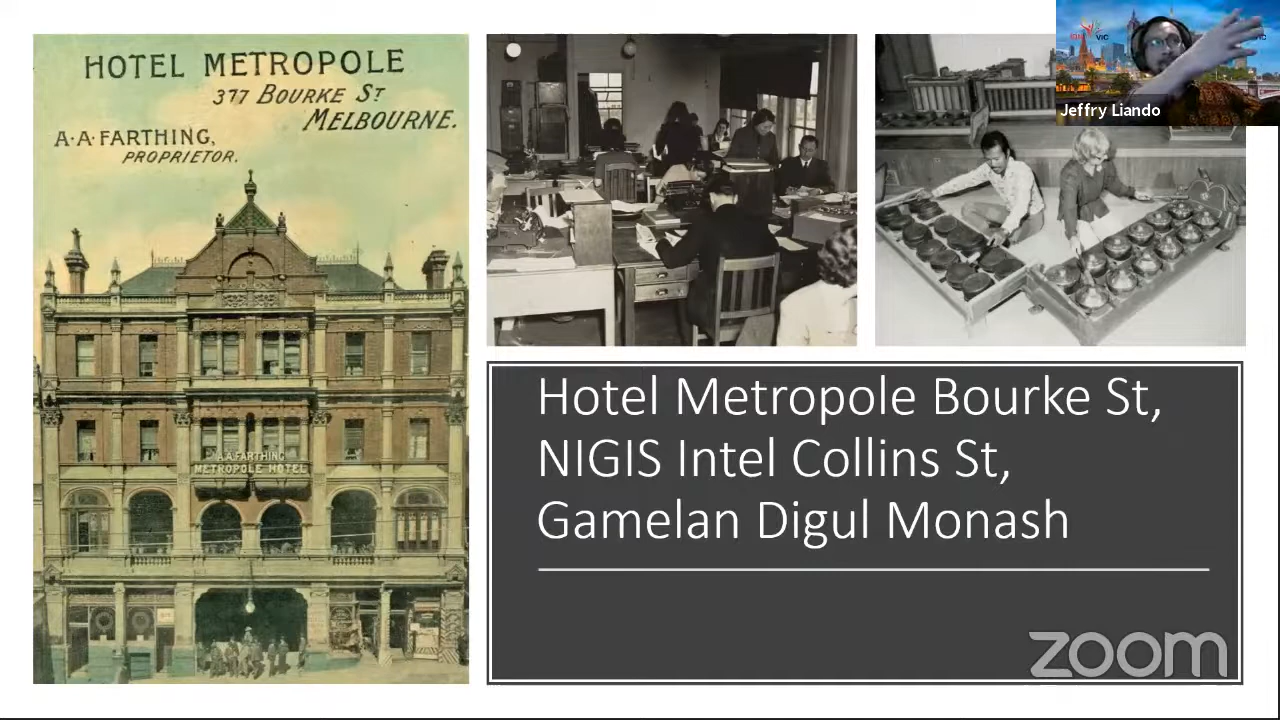 HOTEL METROPOLE
377 BOURKE ST
MELBOURNE.
A.A. FARTHING,
PROPRIETOR.
A.A. FARTHING
METROPOLE HOTEL
VIC
Jeffry Liando
Hotel Metropole Bourke St,
NIGIS Intel Collins St,
Gamelan Digul Monash
zoom